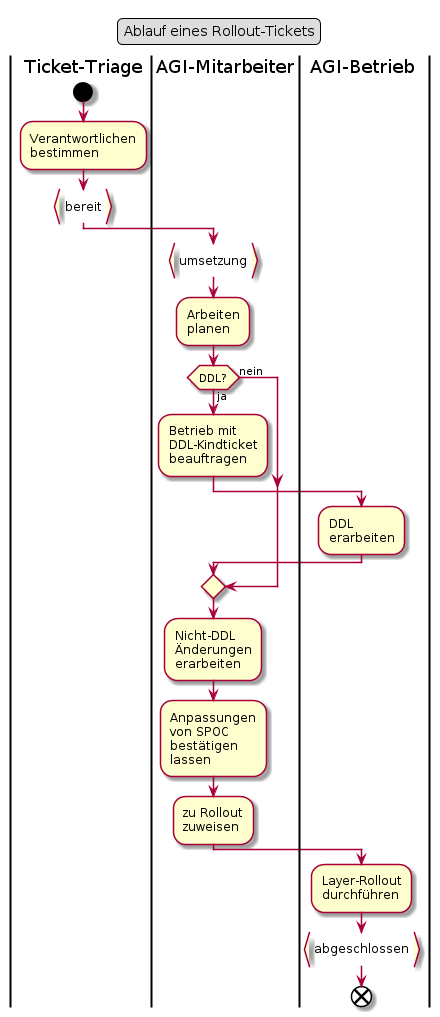 Ablauf eines Rollout-Tickets
Ticket-Triage
AGI-Mitarbeiter
AGI-Betrieb
Verantwortlichen
bestimmen
bereit
umsetzung
Arbeiten
planen
DDL?
nein
ja
Betrieb mit
DDL-Kindticket
beauftragen
DDL
erarbeiten
Nicht-DDL
Änderungen
erarbeiten
Anpassungen
von SPOC
bestätigen
lassen
zu Rollout
zuweisen
Layer-Rollout
durchführen
abgeschlossen